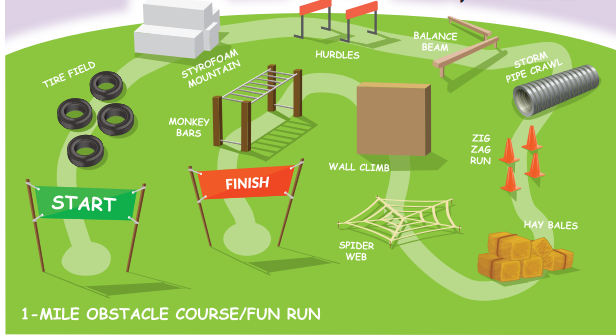 HURDLES
BALANCE
BEAM
STYROFOAM
MOUNTAIN
TIRE FIELD
STORM
PIPE CRAWL
MONKEY
BARS
ZIG
ZAG
RUN
WALL CLIMB
START
FINISH
SPIDER
WEB
HAY BALES
1-MILE OBSTACLE COURSE/FUN RUN